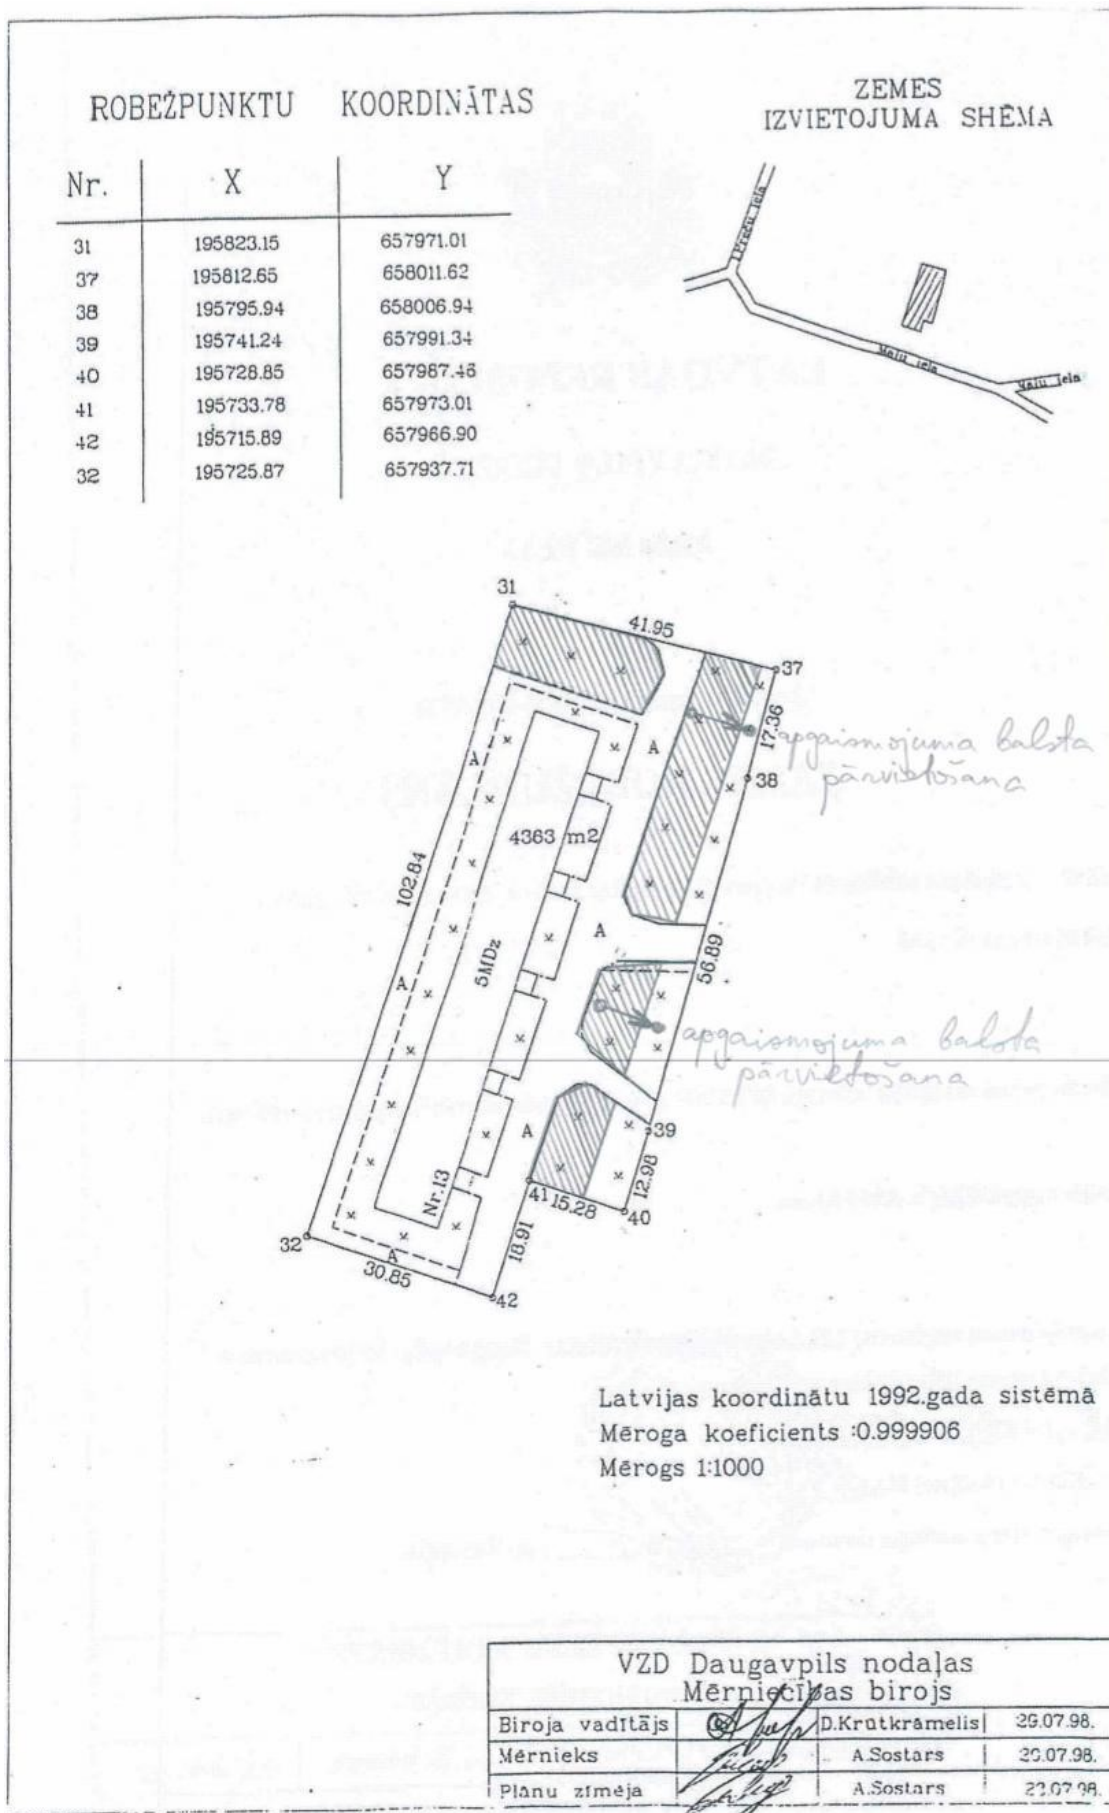 ROBEŽPUNKTU KOORDINĀTAS
Nr. X Y
31 195823.15 657971.01
37 195812.65 658011.62
38 195795.94 658006.94
39 195741.24 657991.34
40 195728.85 657987.46
41 195733.78 657973.01
42 195715.89 657966.90
32 195725.87 657937.71
ZEMES
IZVIETOJUMA SHĒMA
Preču iela
Vaļu iela
Vaļu iela
31
41.95
37
17.36
apgaismojuma balsta
pārvietošana
38
A
A
4363 m2
102.84
A
56.89
5MDz
A
apgaismojuma balsta
pārvietošana
A
39
12.98
Nr.13
41
15.28
40
18.91
32
A
30.85
42
Latvijas koordinātu 1992.gada sistēmā
Mēroga koeficients :0.999906
Mērogs 1:1000
VZD Daugavpils nodaļas
Mērniecības birojs
Biroja vadītājs D.Krūtkrāmelis 29.07.98.
Mērnieks A.Sostars 29.07.98.
Plānu zīmēja A.Sostars 07.98.